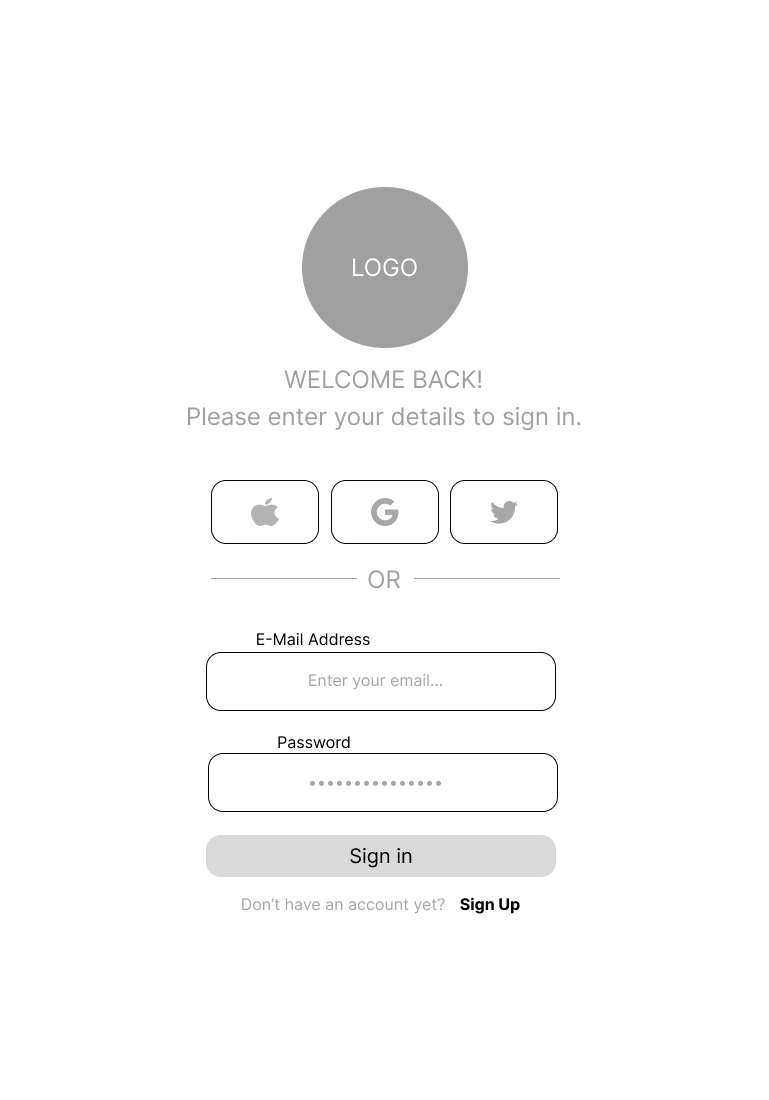 LOGO
WELCOME BACK!
Please enter your details to sign in.
OR
E-Mail Address
Enter your email...
Password
•••••••••••••••
Sign in
Don’t have an account yet? Sign Up